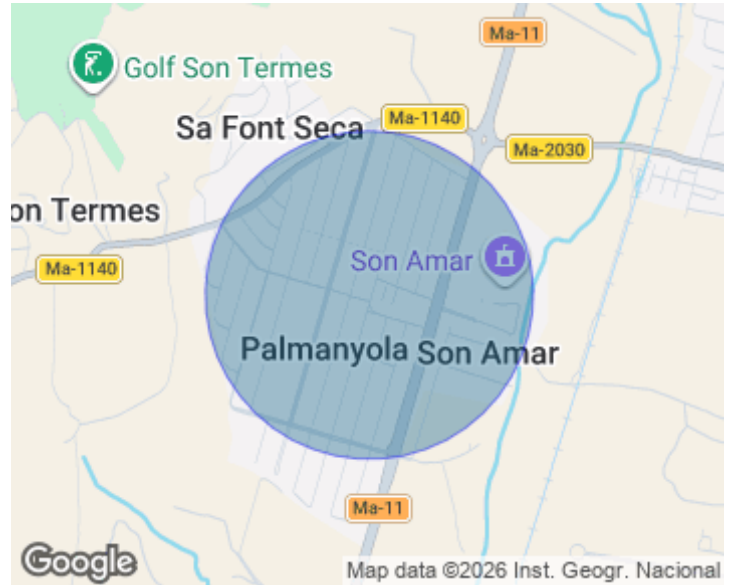 Ma-11
Golf Son Termes
Sa Font Seca
Ma-1140
Ma-2030
on Termes
Son Amar
Ma-1140
Palmanyola
Son Amar
Ma-11
Google
Map data ©2026 Inst. Geogr. Nacional